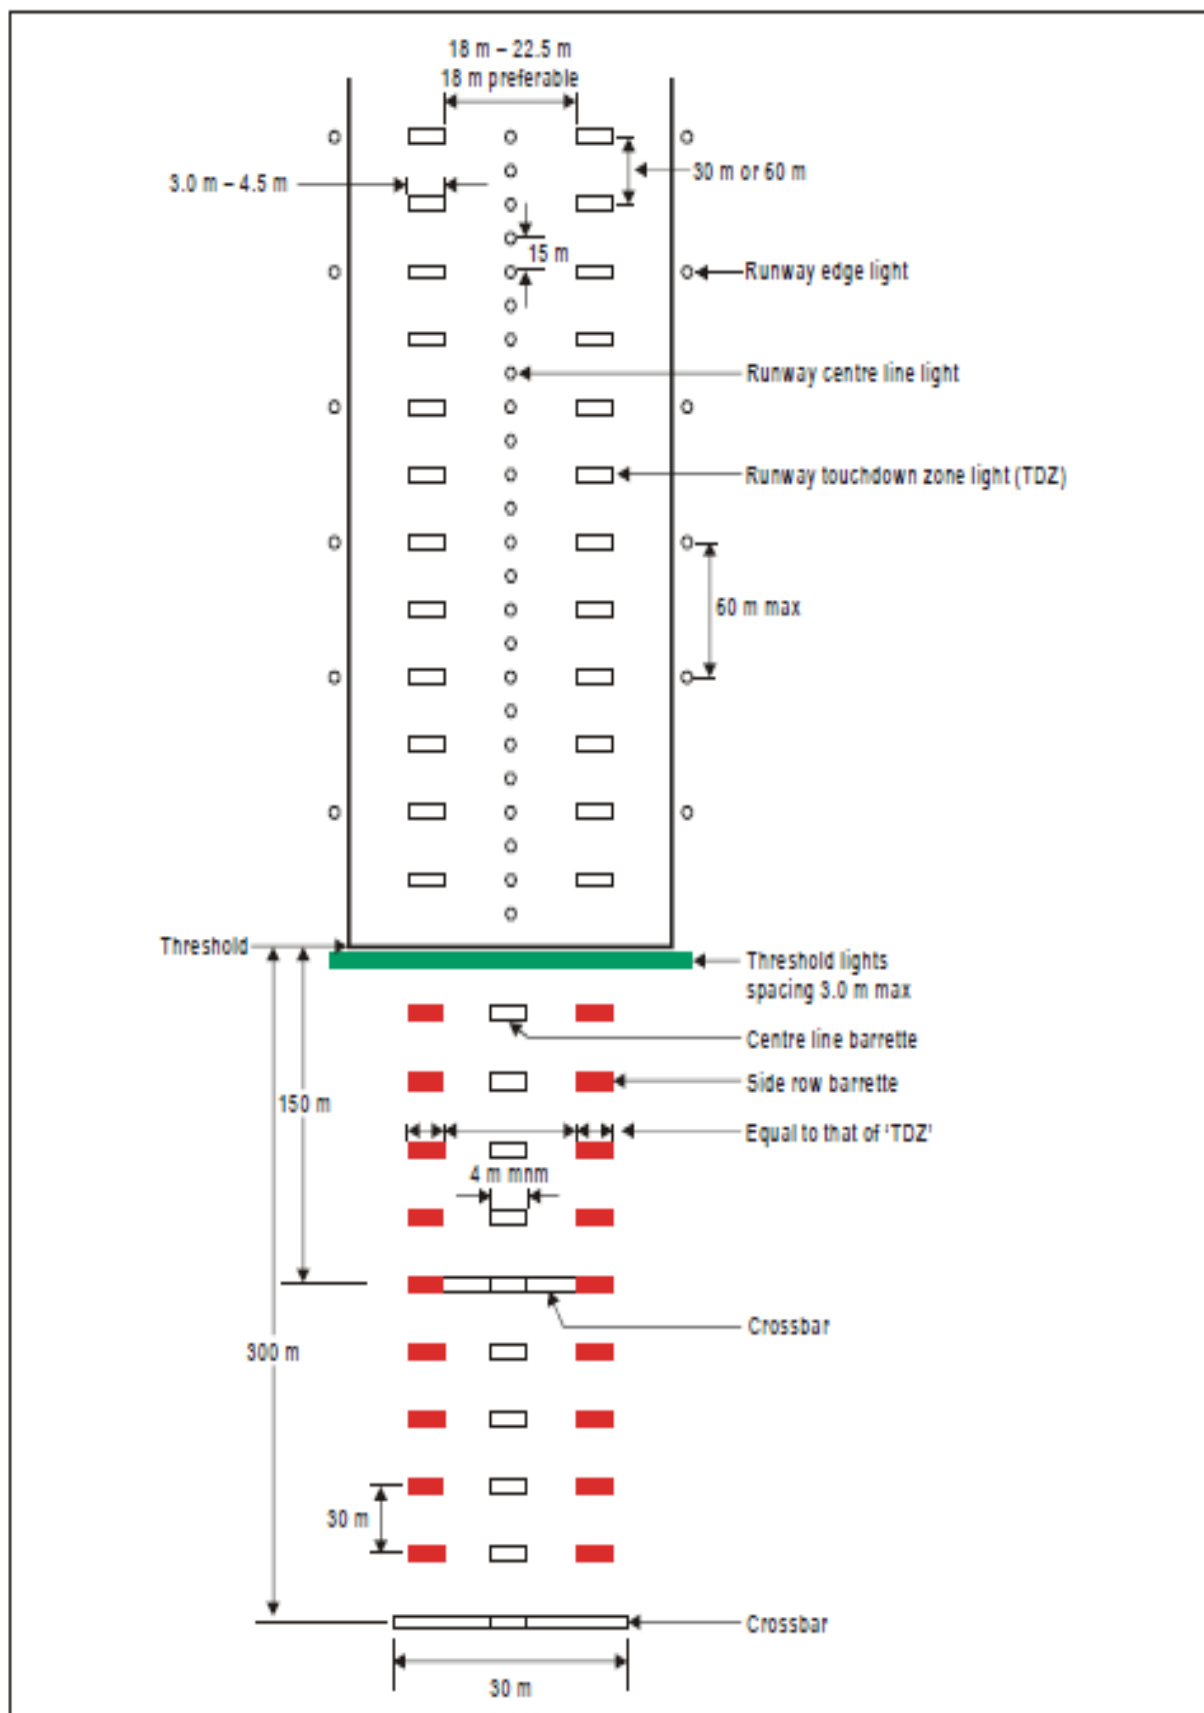 18 m – 22.5 m
18 m preferable
3.0 m – 4.5 m
30 m or 60 m
15 m
Runway edge light
Runway centre line light
Runway touchdown zone light (TDZ)
60 m max
Threshold
Threshold lights
spacing 3.0 m max
Centre line barrette
Side row barrette
150 m
Equal to that of ‘TDZ’
4 m mnm
Crossbar
300 m
30 m
Crossbar
30 m